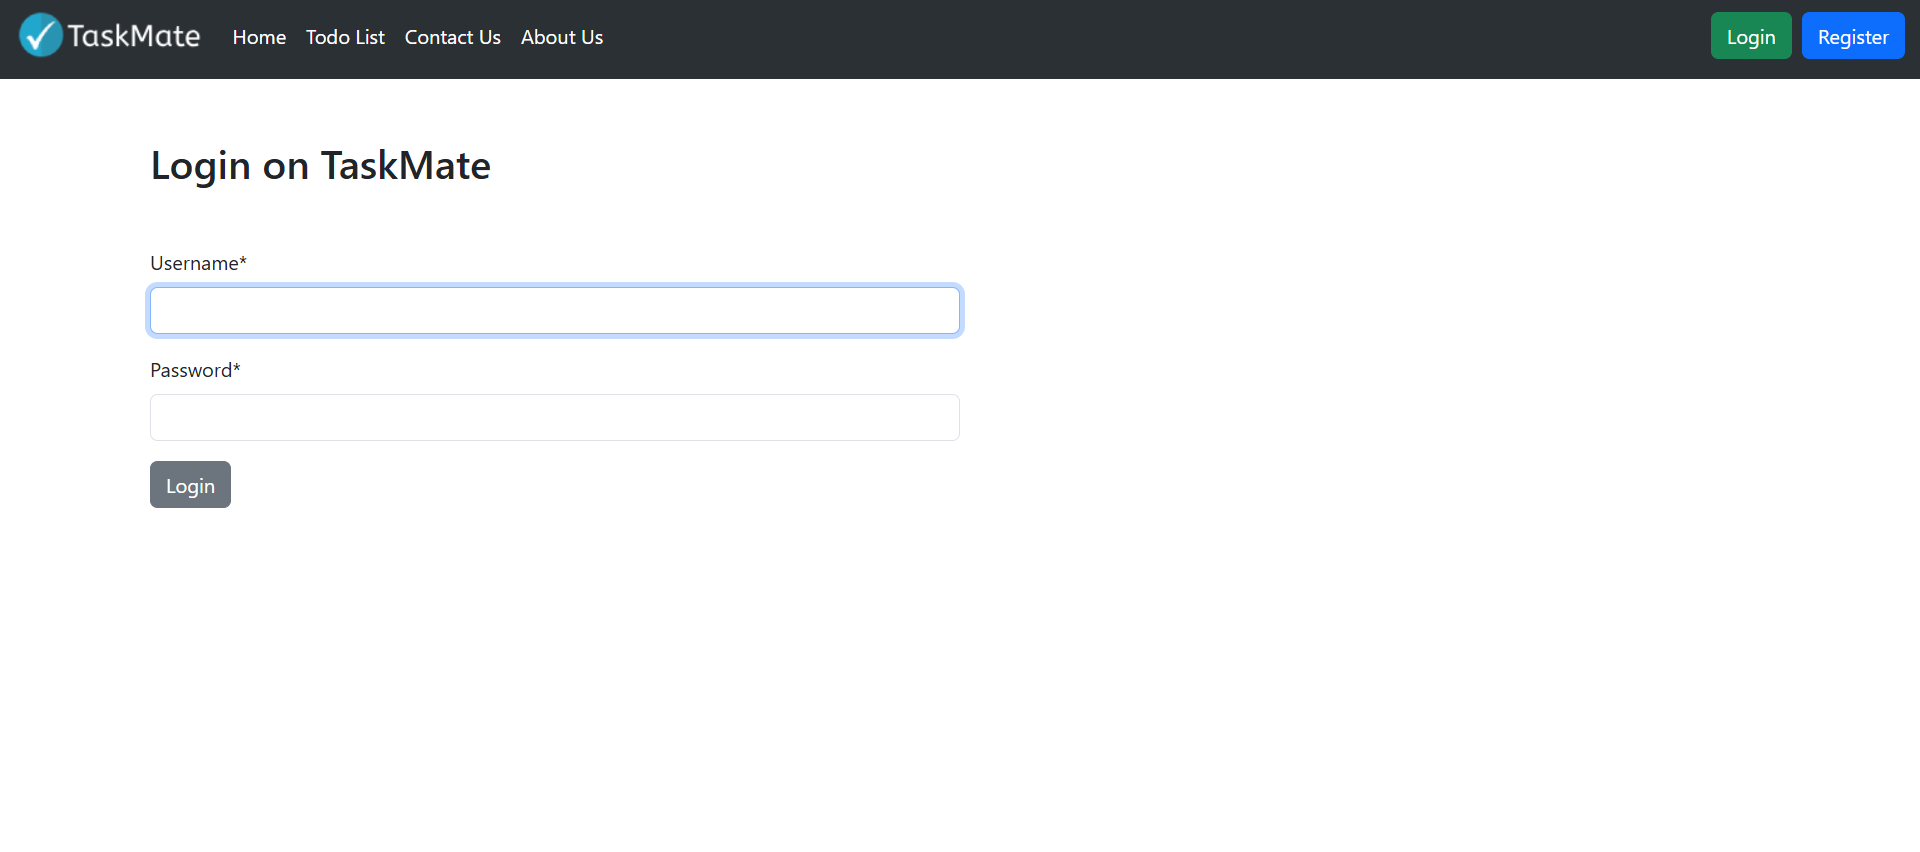 TaskMate Home Todo List Contact Us About Us Login Register
Login on TaskMate
Username*
Password*
Login